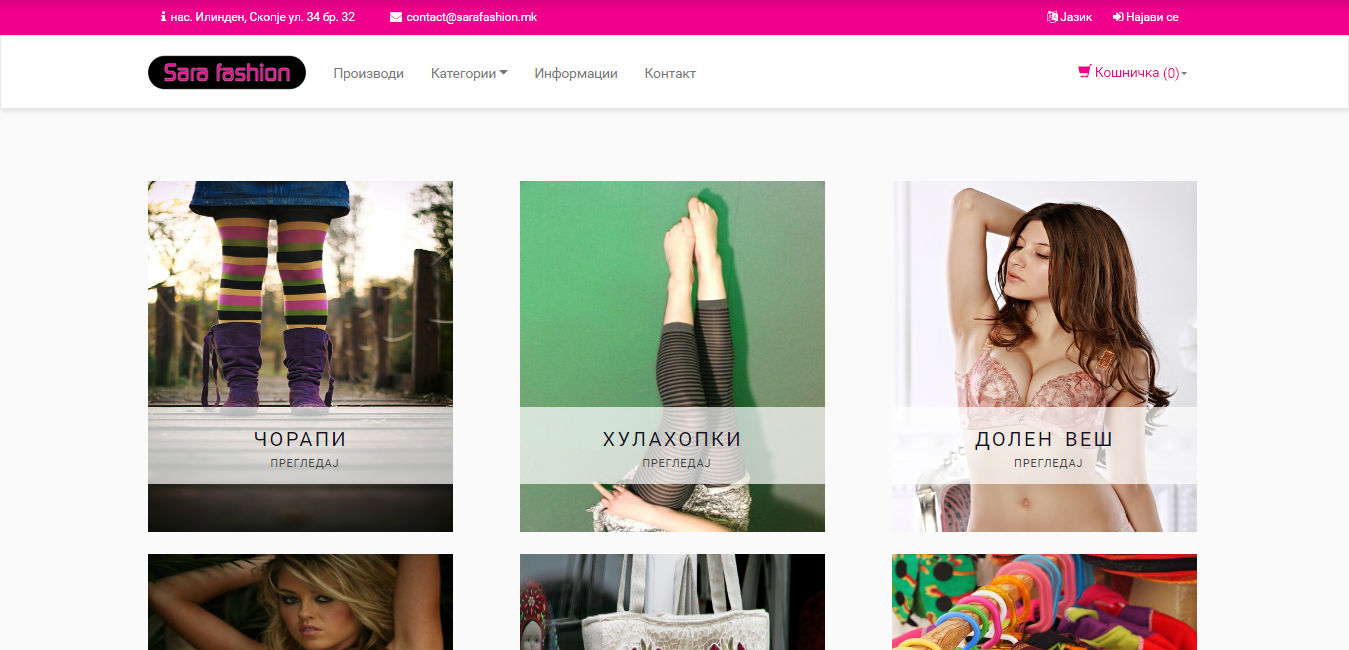 нас. Илинден, Скопје ул. 34 бр. 32
contact@sarafashion.mk
Јазик
Најави се
Sara fashion
Производи
Категории
Информации
Контакт
Кошничка (0)
ЧОРАПИ
ПРЕГЛЕДАЈ
ХУЛАХОПКИ
ПРЕГЛЕДАЈ
ДОЛЕН ВЕШ
ПРЕГЛЕДАЈ